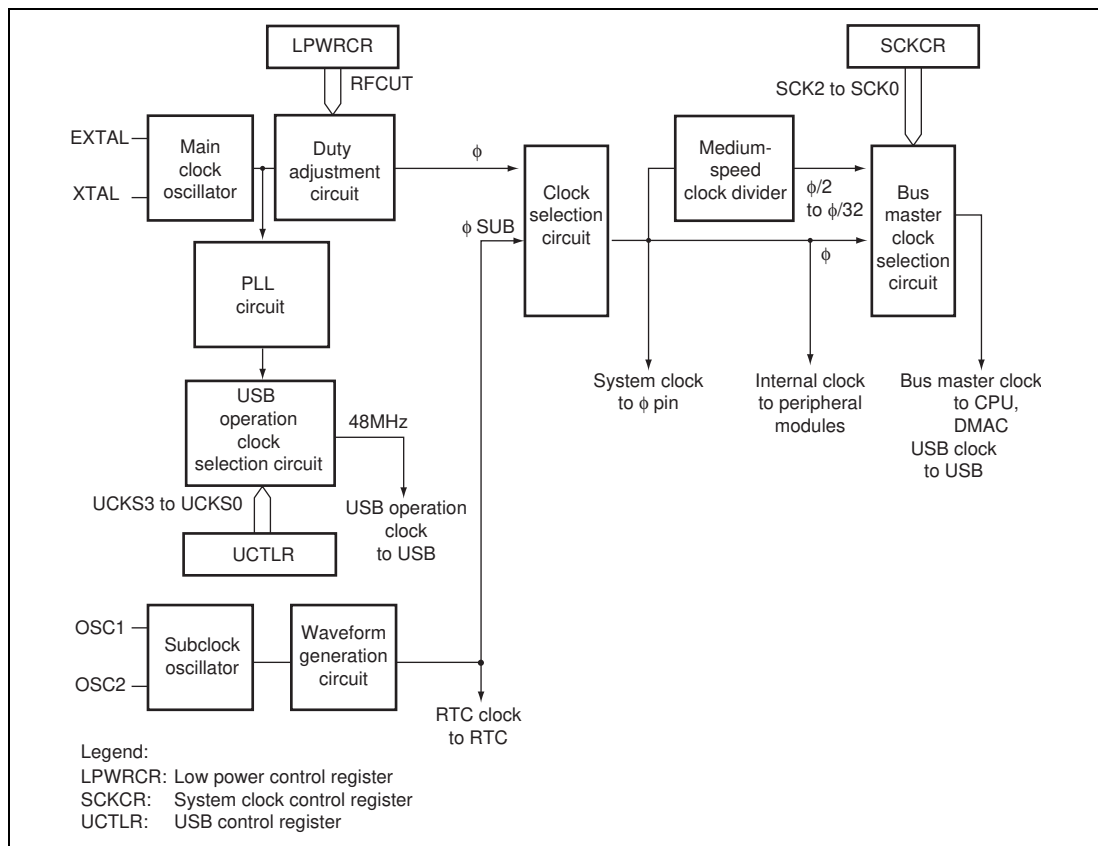 LPWRCR
SCKCR
RFCUT
SCK2 to SCK0
EXTAL
XTAL
Main
clock
oscillator
Duty
adjustment
circuit
ϕ
ϕ SUB
Clock
selection
circuit
Medium-
speed
clock divider
ϕ/2
to ϕ/32
ϕ
Bus
master
clock
selection
circuit
PLL
circuit
System clock
to ϕ pin
Internal clock
to peripheral
modules
Bus master clock
to CPU,
DMAC
USB clock
to USB
USB
operation
clock
selection circuit
48MHz
UCKS3 to UCKS0
USB operation
clock
to USB
UCTLR
OSC1
OSC2
Subclock
oscillator
Waveform
generation
circuit
RTC clock
to RTC
Legend:
LPWRCR: Low power control register
SCKCR: System clock control register
UCTLR: USB control register